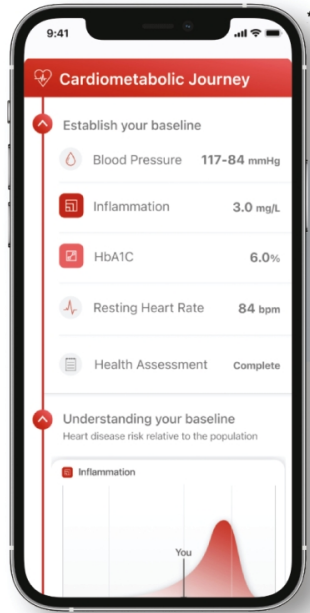 9:41
Cardiometabolic Journey
Establish your baseline
Blood Pressure 117-84 mmHg
Inflammation 3.0 mg/L
HbA1C 6.0%
Resting Heart Rate 84 bpm
Health Assessment Complete
Understanding your baseline
Heart disease risk relative to the population
Inflammation
You